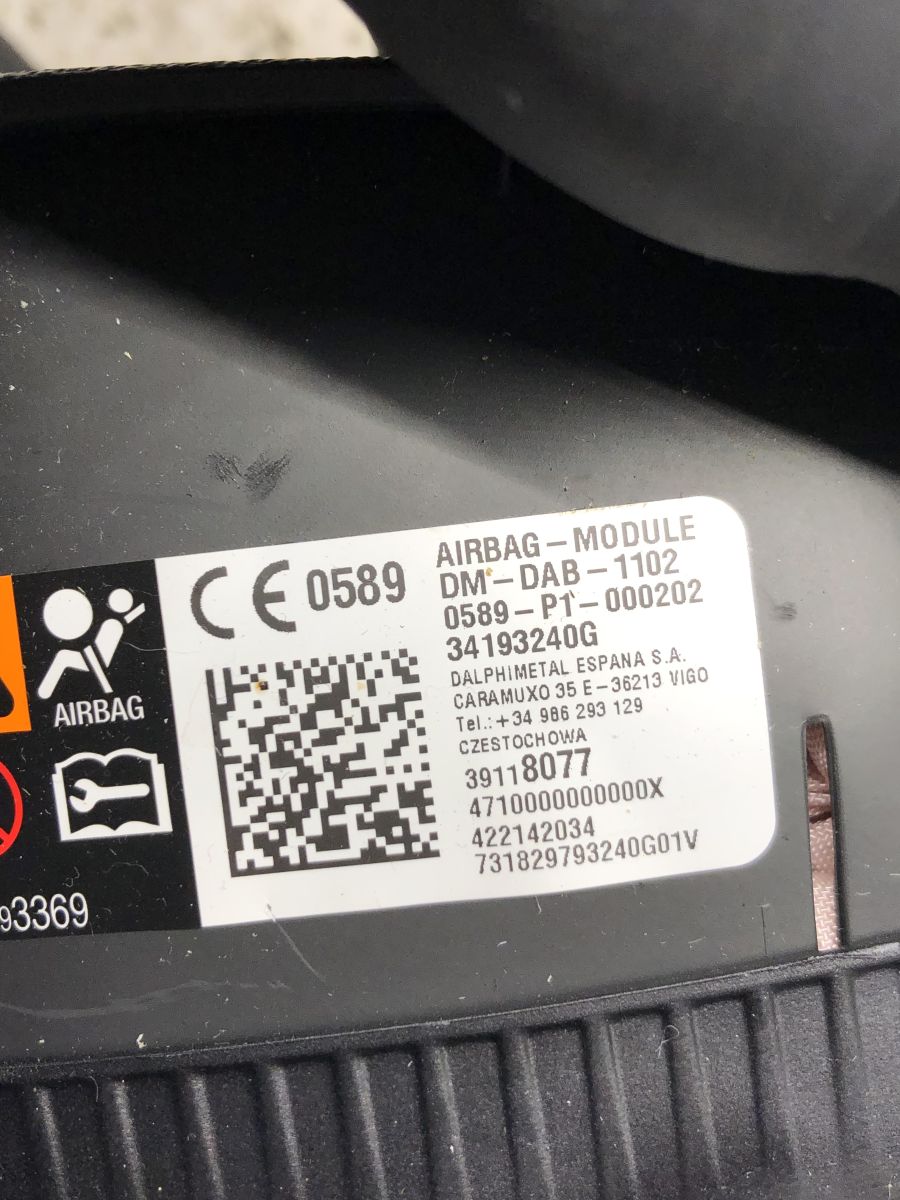 CE 0589
AIRBAG-MODULE
DM-DAB-1102
0589-P1-000202
34193240G
DALPHIMETAL ESPANA S.A.
CARAMUXO 35 E-36213 VIGO
Tel.: +34 986 293 129
CZESTOCHOWA
39118077
4710000000000X
422142034
731829793240G01V
AIRBAG
93369